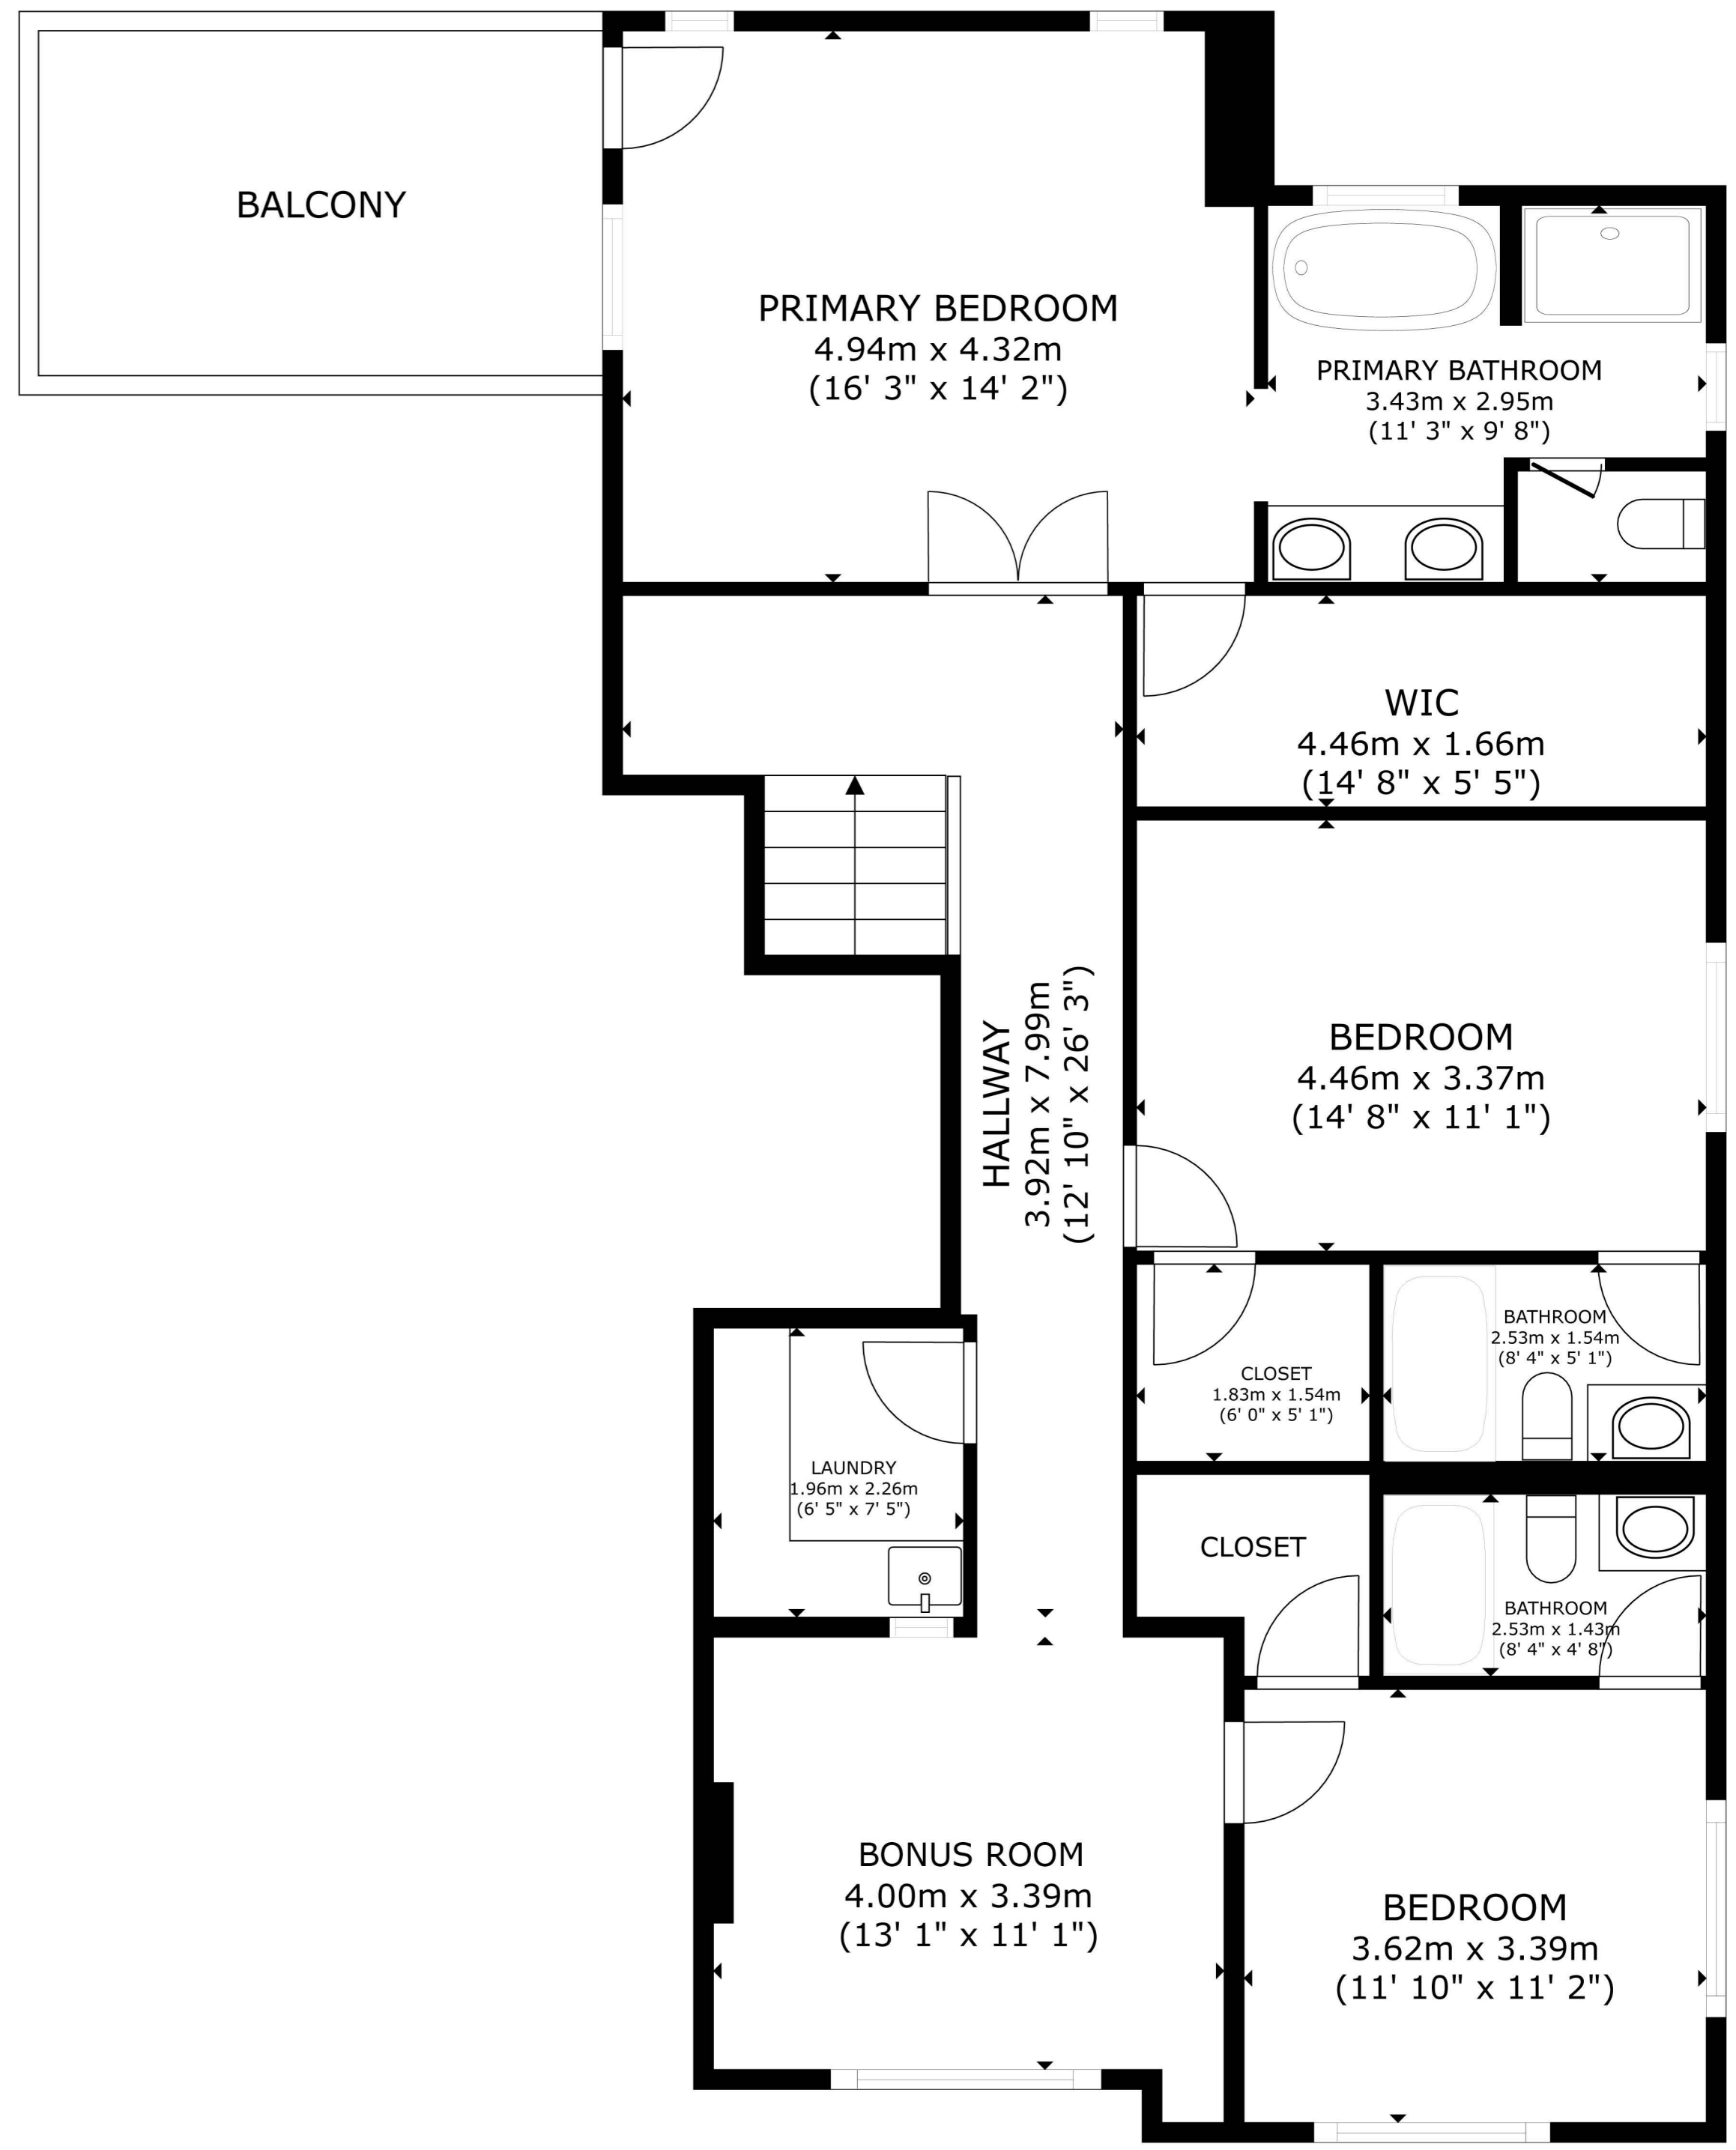 BALCONY
PRIMARY BEDROOM
4.94m x 4.32m
(16' 3" x 14' 2")
PRIMARY BATHROOM
3.43m x 2.95m
(11' 3" x 9' 8")
WIC
4.46m x 1.66m
(14' 8" x 5' 5")
HALLWAY
3.92m x 7.99m
(12' 10" x 26' 3")
BEDROOM
4.46m x 3.37m
(14' 8" x 11' 1")
BATHROOM
2.53m x 1.54m
(8' 4" x 5' 1")
CLOSET
1.83m x 1.54m
(6' 0" x 5' 1")
LAUNDRY
1.96m x 2.26m
(6' 5" x 7' 5")
CLOSET
BATHROOM
2.53m x 1.43m
(8' 4" x 4' 8")
BONUS ROOM
4.00m x 3.39m
(13' 1" x 11' 1")
BEDROOM
3.62m x 3.39m
(11' 10" x 11' 2")